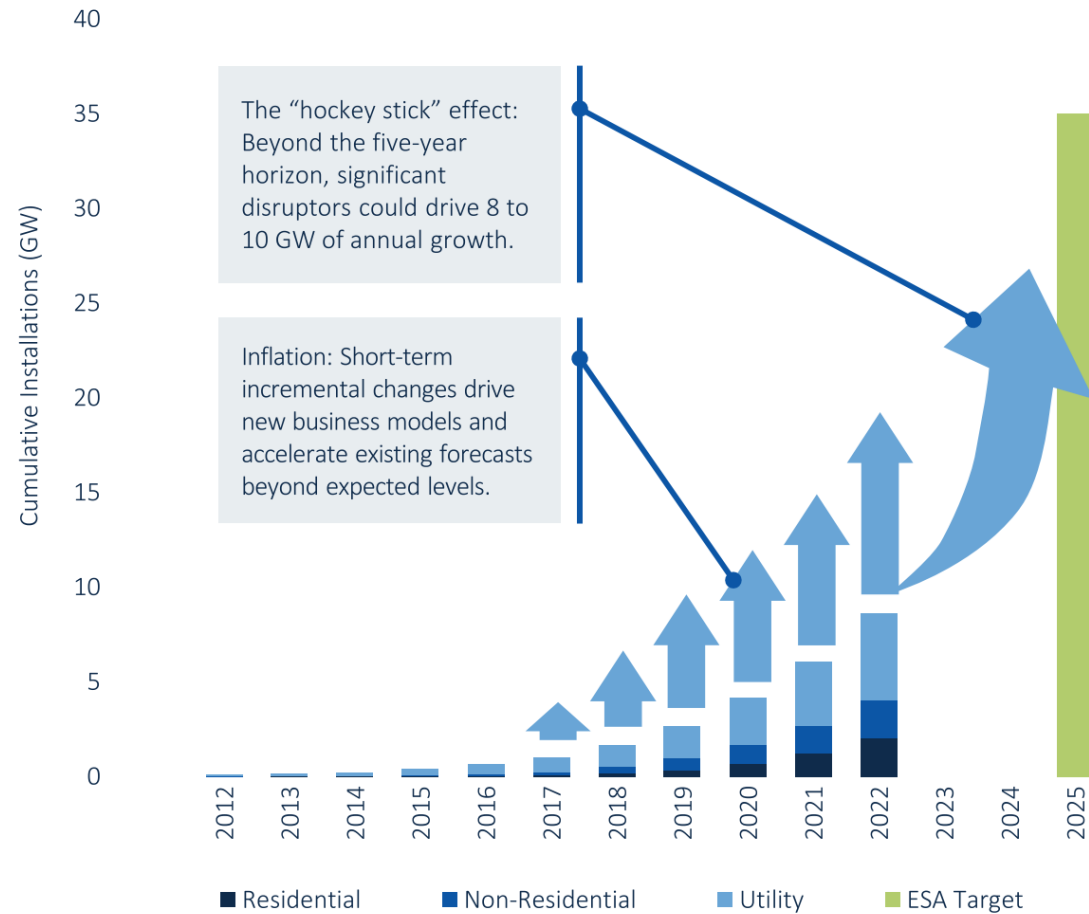 40
35
30
25
20
15
10
5
0
Cumulative Installations (GW)
The “hockey stick” effect:
Beyond the five-year
horizon, significant
disruptors could drive 8 to
10 GW of annual growth.
Inflation: Short-term
incremental changes drive
new business models and
accelerate existing forecasts
beyond expected levels.
2012
2013
2014
2015
2016
2017
2018
2019
2020
2021
2022
2023
2024
2025
Residential
Non-Residential
Utility
ESA Target